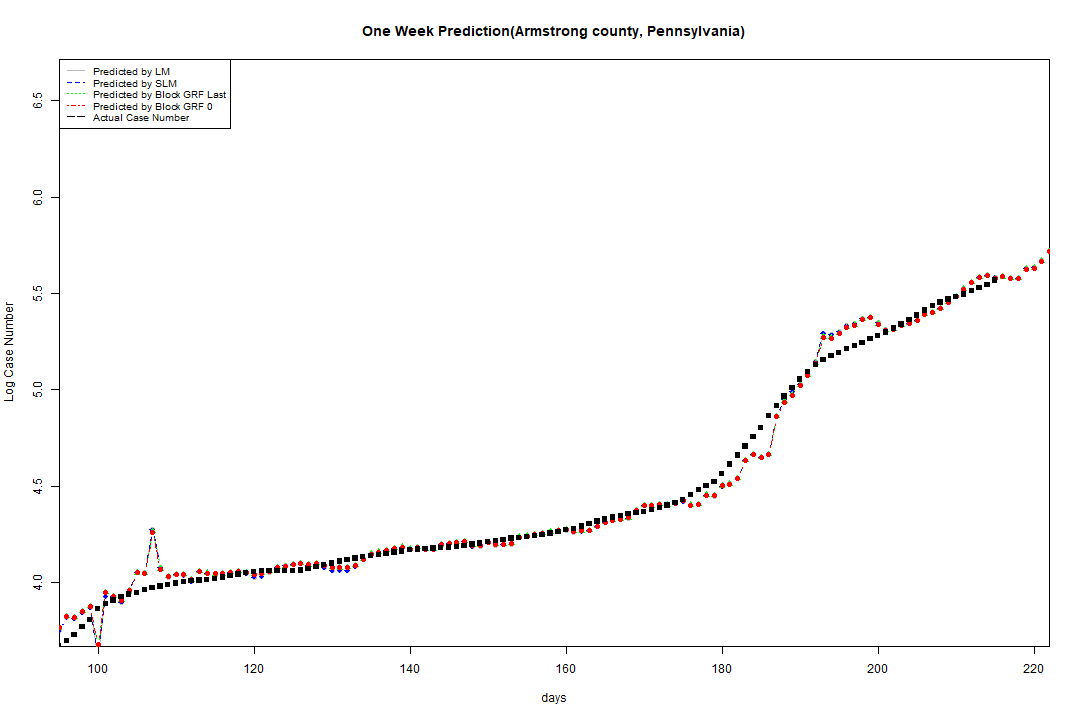 One Week Prediction(Armstrong county, Pennsylvania)
Predicted by LM
Predicted by SLM
Predicted by Block GRF Last
Predicted by Block GRF 0
Actual Case Number
6.5
6.0
5.5
5.0
4.5
4.0
Log Case Number
100 120 140 160 180 200 220
days